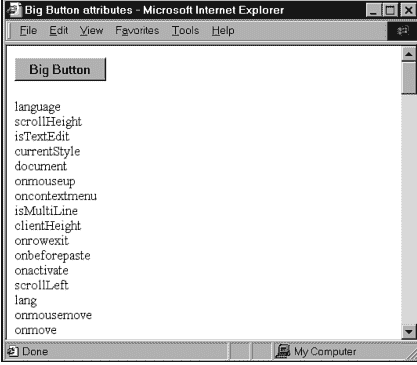 Big Button attributes - Microsoft Internet Explorer
File Edit View Favorites Tools Help
Big Button
language
scrollHeight
isTextEdit
currentStyle
document
onmouseup
oncontextmenu
isMultiLine
clientHeight
onrowexit
onbeforepaste
onactivate
scrollLeft
lang
onmousemove
onmove
Done My Computer